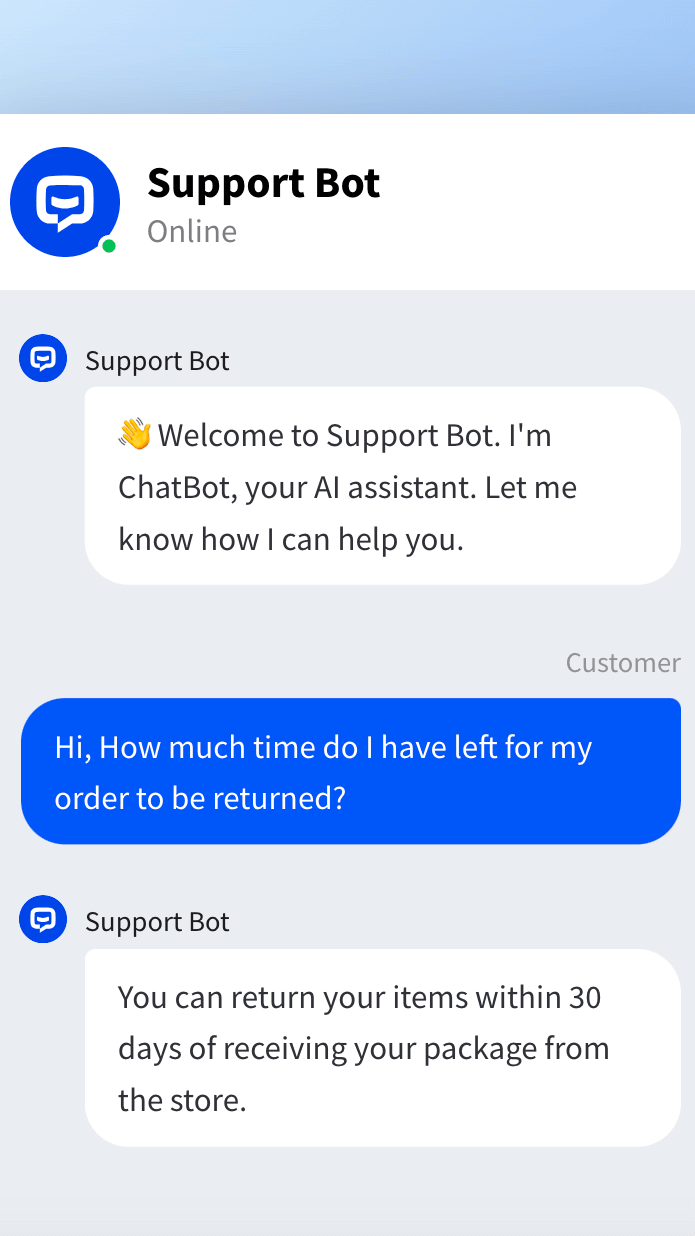 Support Bot
Online
Support Bot
👋 Welcome to Support Bot. I'm
ChatBot, your AI assistant. Let me
know how I can help you.
Customer
Hi, How much time do I have left for my
order to be returned?
Support Bot
You can return your items within 30
days of receiving your package from
the store.